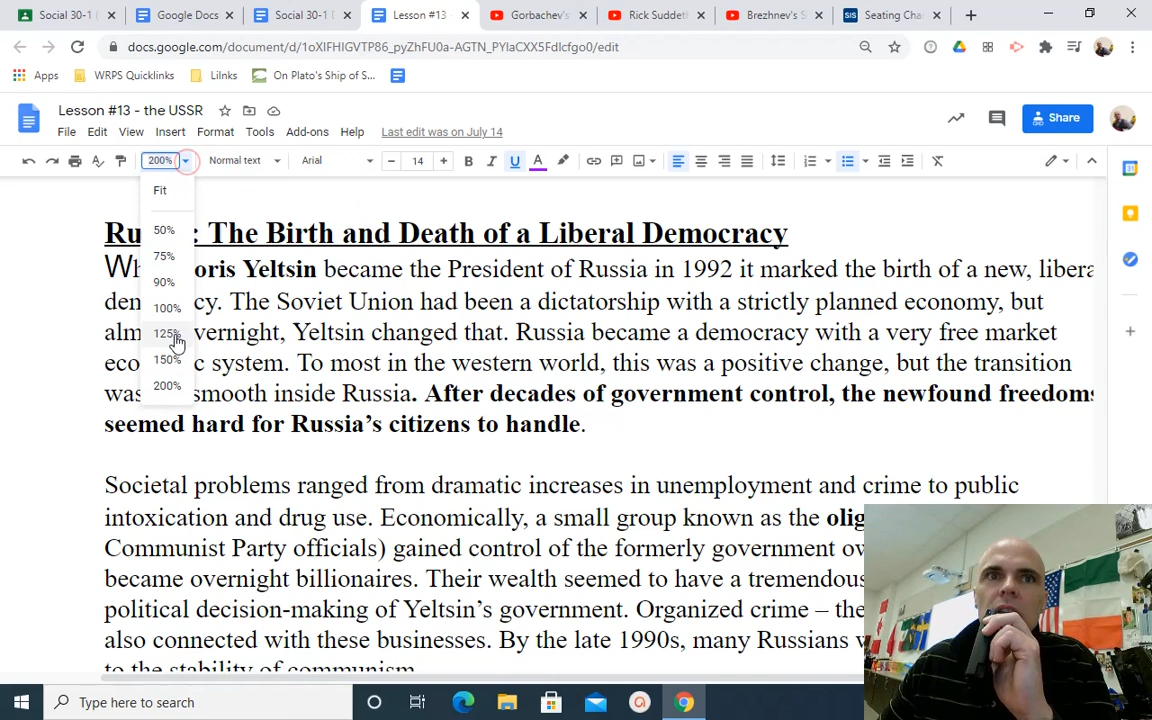 Social 30-1
Google Docs
Social 30-1 [
Lesson #13 -
Gorbachev's
Rick Suddeth
Brezhnev's S
Seating Cha
docs.google.com/document/d/1oXIFHIGVTP86_pyZhFU0a-AGTN_PYlaCXX5Fdlcfgo0/edit
Apps
WRPS Quicklinks
LiInks
On Plato's Ship of S...
Lesson #13 - the USSR
File Edit View Insert Format Tools Add-ons Help Last edit was on July 14
Share
200% Normal text Arial 14 B I U A
Fit
50%
75%
90%
100%
125%
150%
200%
Ru : The Birth and Death of a Liberal Democracy
Wh oris Yeltsin became the President of Russia in 1992 it marked the birth of a new, libera
dem cy. The Soviet Union had been a dictatorship with a strictly planned economy, but
alm vernight, Yeltsin changed that. Russia became a democracy with a very free market
eco c system. To most in the western world, this was a positive change, but the transition
was smooth inside Russia. After decades of government control, the newfound freedoms
seemed hard for Russia's citizens to handle.
Societal problems ranged from dramatic increases in unemployment and crime to public
intoxication and drug use. Economically, a small group known as the olig
Communist Party officials) gained control of the formerly government ow
became overnight billionaires. Their wealth seemed to have a tremendous
political decision-making of Yeltsin's government. Organized crime – the
also connected with these businesses. By the late 1990s, many Russians w
to the stability of communism.
Type here to search